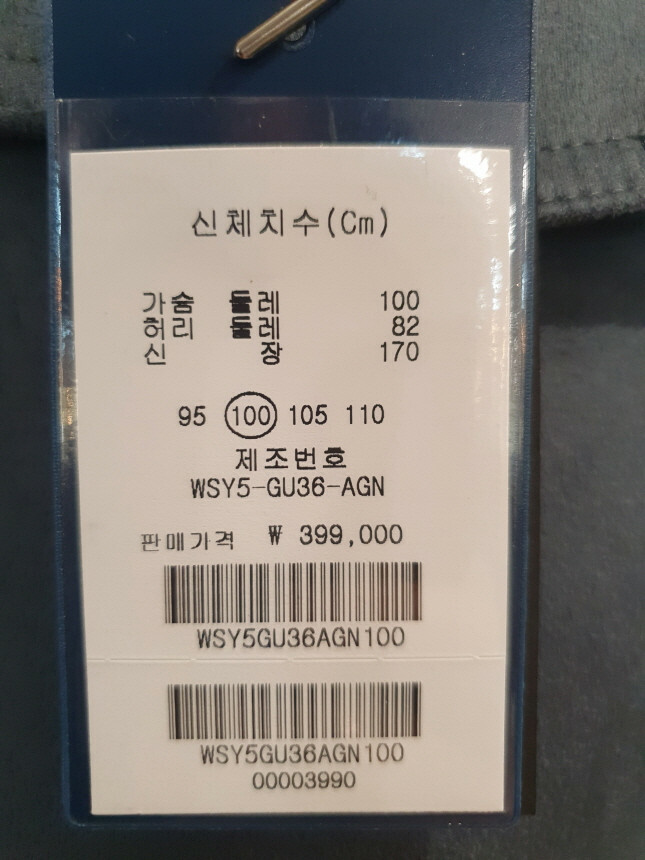 신체치수(Cm)
가슴 둘레 100
허리 둘레 82
신 장 170
95 100 105 110
제조번호
WSY5-GU36-AGN
판매가격 ₩ 399,000
WSY5GU36AGN100
WSY5GU36AGN100
00003990